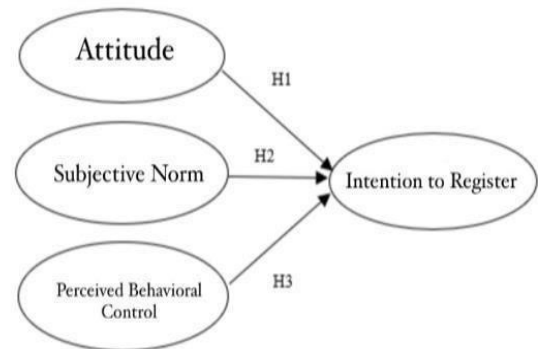 Attitude
H1
H2
Subjective Norm
Intention to Register
Perceived Behavioral
Control
H3